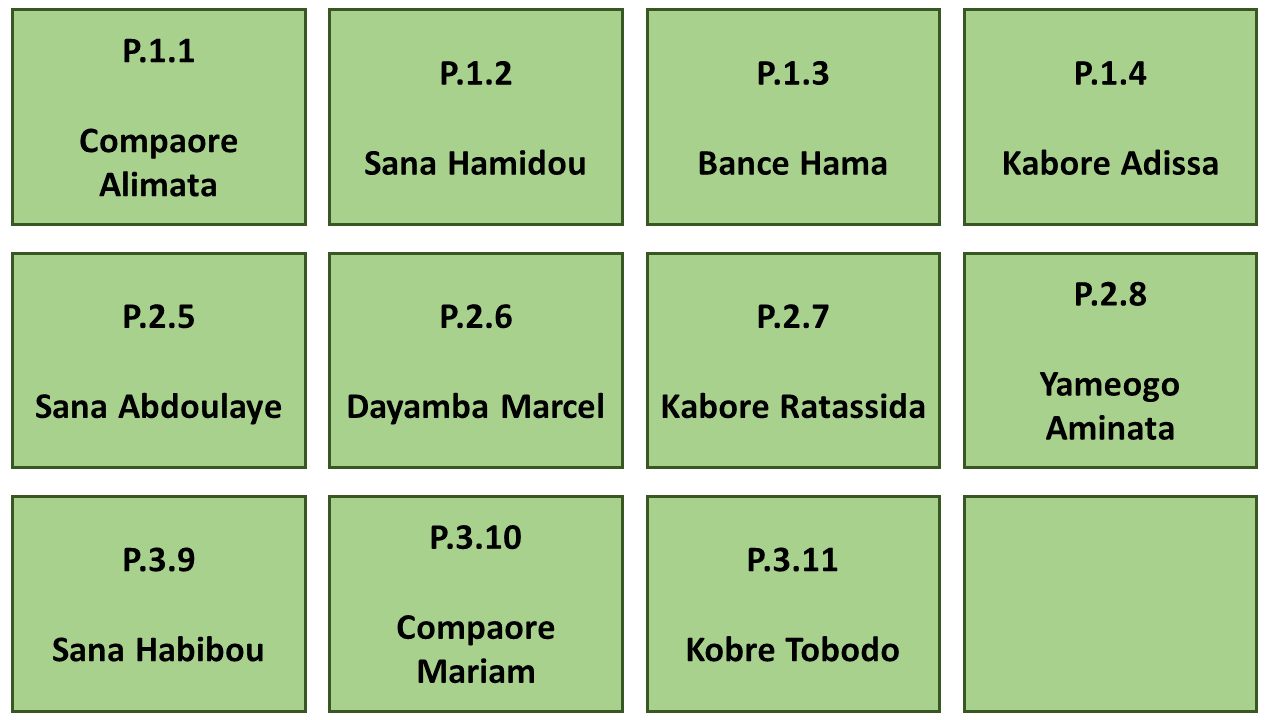 P.1.1
Compaore
Alimata
P.1.2
Sana Hamidou
P.1.3
Bance Hama
P.1.4
Kabore Adissa
P.2.5
Sana Abdoulaye
P.2.6
Dayamba Marcel
P.2.7
Kabore Ratassida
P.2.8
Yameogo
Aminata
P.3.9
Sana Habibou
P.3.10
Compaore
Mariam
P.3.11
Kobre Tobodo